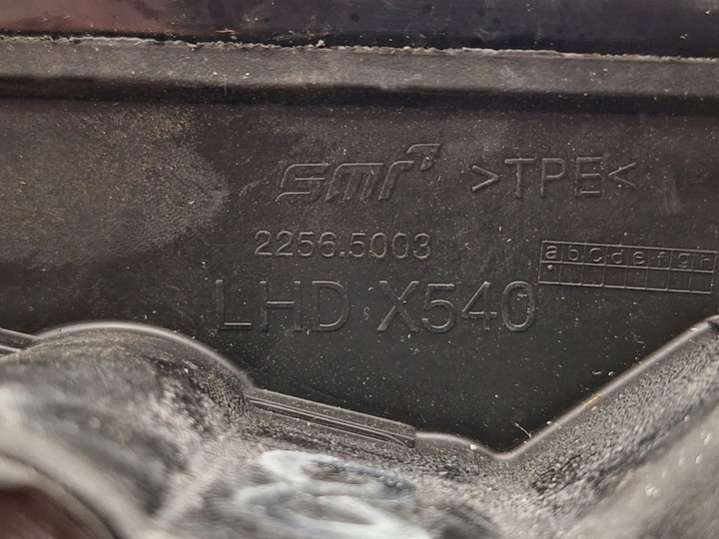 smr >TPE<
2256.5003
abcdefgh
LHD X540